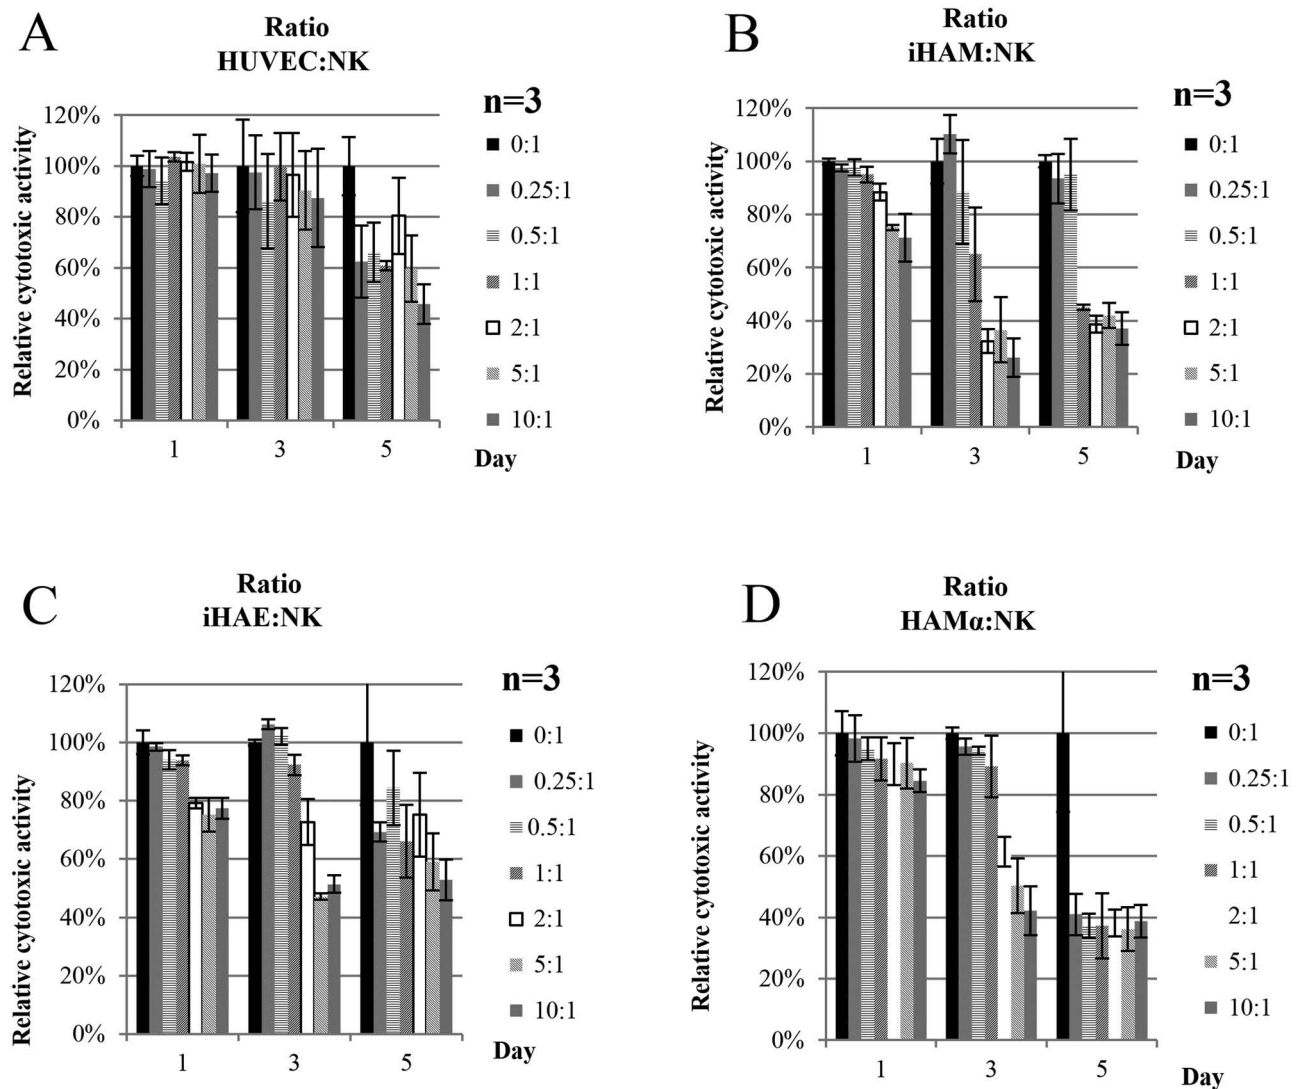 A
Ratio
HUVEC:NK
n=3
Relative cytotoxic activity
120%
100%
80%
60%
40%
20%
0%
1
3
5
Day
0:1
0.25:1
0.5:1
1:1
2:1
5:1
10:1
B
Ratio
iHAM:NK
n=3
Relative cytotoxic activity
120%
100%
80%
60%
40%
20%
0%
1
3
5
Day
0:1
0.25:1
0.5:1
1:1
2:1
5:1
10:1
C
Ratio
iHAE:NK
n=3
Relative cytotoxic activity
120%
100%
80%
60%
40%
20%
0%
1
3
5
Day
0:1
0.25:1
0.5:1
1:1
2:1
5:1
10:1
D
Ratio
HAMα:NK
n=3
Relative cytotoxic activity
120%
100%
80%
60%
40%
20%
0%
1
3
5
Day
0:1
0.25:1
0.5:1
1:1
2:1
5:1
10:1